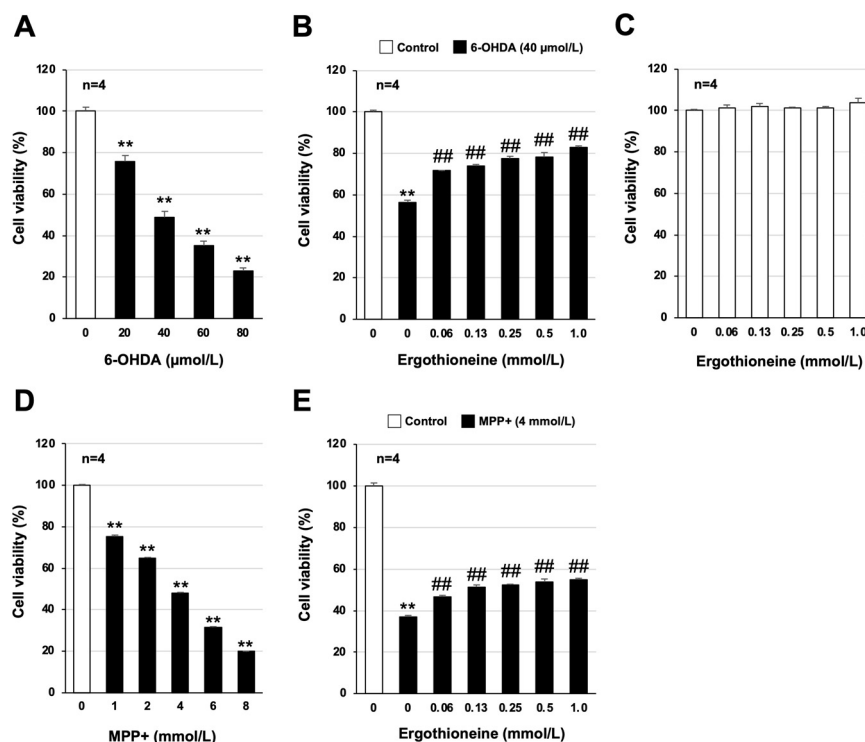 A
n=4
120
100
80
60
40
20
0
Cell viability (%)
**
**
**
**
0 20 40 60 80
6-OHDA (µmol/L)
B
Control 6-OHDA (40 µmol/L)
n=4
120
100
80
60
40
20
0
Cell viability (%)
**
##
##
##
##
##
0 0 0.06 0.13 0.25 0.5 1.0
Ergothioneine (mmol/L)
C
n=4
120
100
80
60
40
20
0
Cell viability (%)
0 0.06 0.13 0.25 0.5 1.0
Ergothioneine (mmol/L)
D
n=4
120
100
80
60
40
20
0
Cell viability (%)
**
**
**
**
**
0 1 2 4 6 8
MPP+ (mmol/L)
E
Control MPP+ (4 mmol/L)
n=4
120
100
80
60
40
20
0
Cell viability (%)
**
##
##
##
##
##
0 0 0.06 0.13 0.25 0.5 1.0
Ergothioneine (mmol/L)